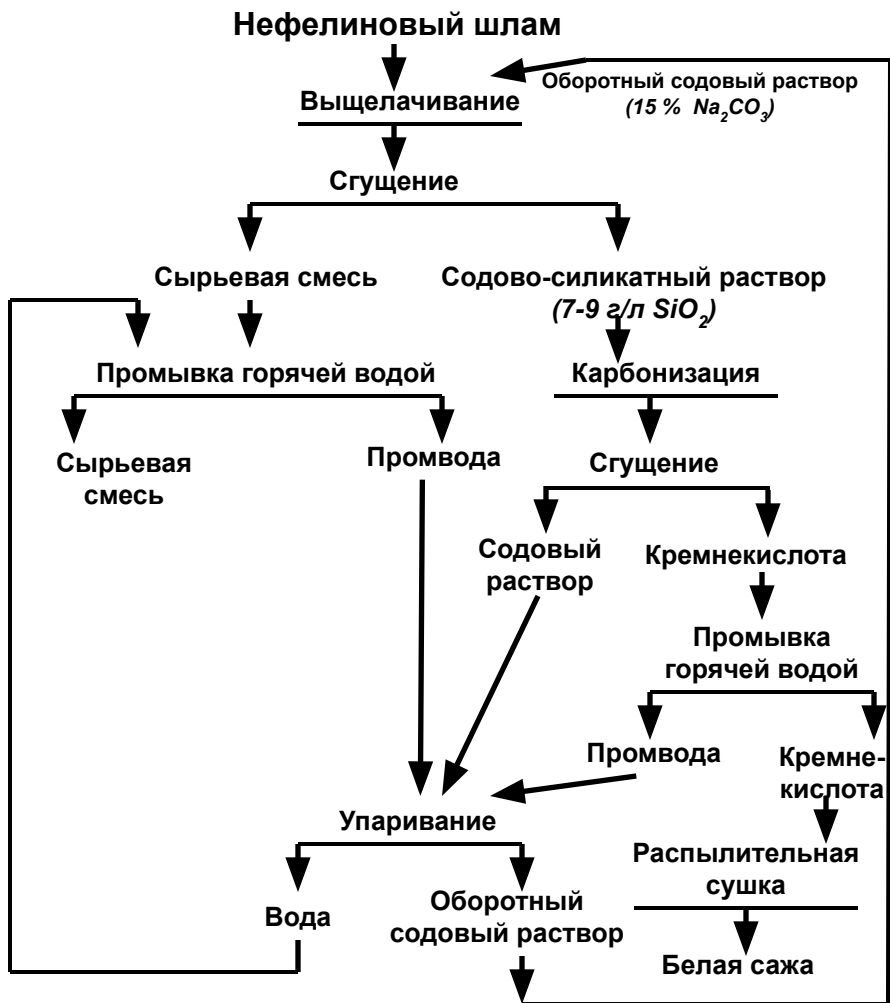 Нефелиновый шлам
Оборотный содовый раствор
(15 % Na₂CO₃)
Выщелачивание
Сгущение
Сырьевая смесь
Содово-силикатный раствор
(7-9 г/л SiO₂)
Промывка горячей водой
Карбонизация
Сырьевая
смесь
Промвода
Сгущение
Содовый
раствор
Кремнекислота
Промывка
горячей водой
Промвода
Кремне-
кислота
Упаривание
Распылительная
сушка
Вода
Оборотный
содовый раствор
Белая сажа